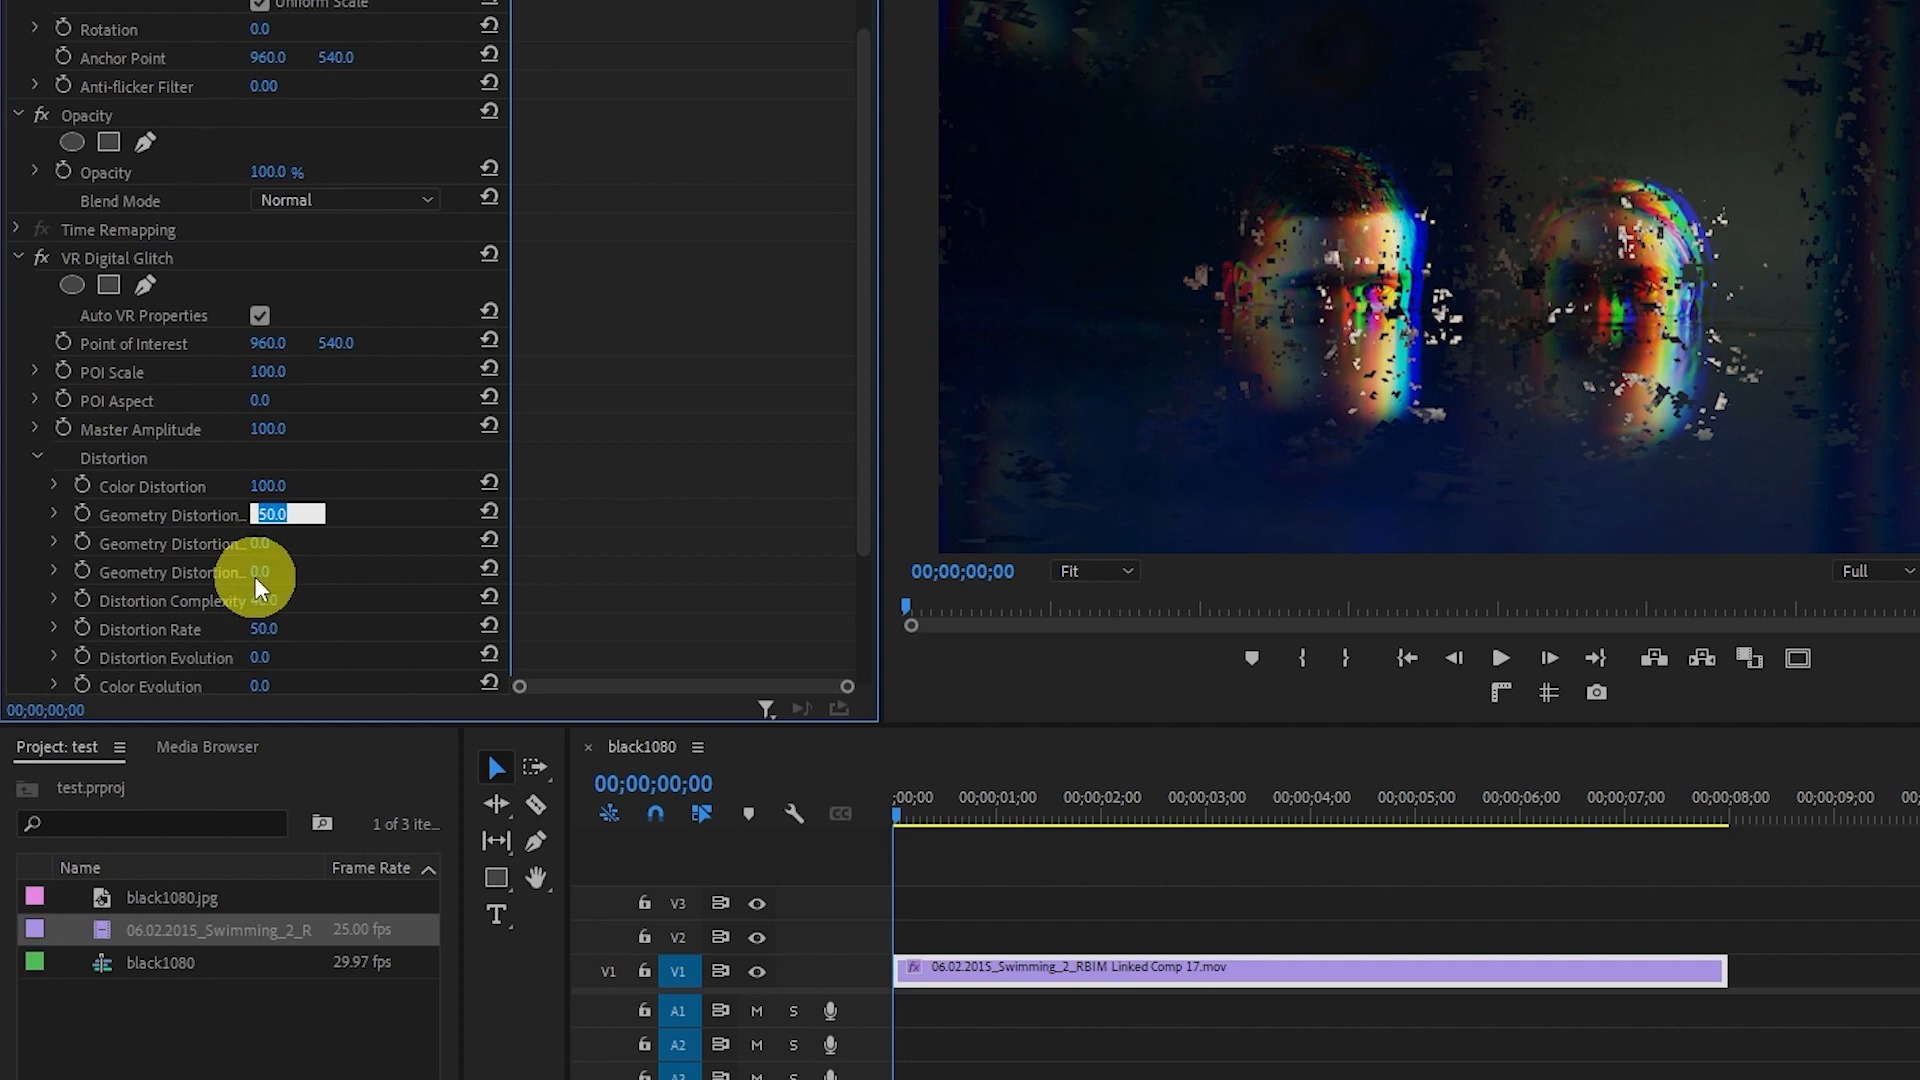 Uniform Scale
Rotation 0.0
Anchor Point 960.0 540.0
Anti-flicker Filter 0.00
fx Opacity
Opacity 100.0 %
Blend Mode Normal
fx Time Remapping
fx VR Digital Glitch
Auto VR Properties
Point of Interest 960.0 540.0
POI Scale 100.0
POI Aspect 0.0
Master Amplitude 100.0
Distortion
Color Distortion 100.0
Geometry Distortion... 50.0
Geometry Distortion... 0.0
Geometry Distortion... 0.0
Distortion Complexity
Distortion Rate 50.0
Distortion Evolution 0.0
Color Evolution 0.0
00;00;00;00
00;00;00;00 Fit Full
Project: test Media Browser
test.prproj
1 of 3 ite...
Name Frame Rate
black1080.jpg
06.02.2015_Swimming_2_R 25.00 fps
black1080 29.97 fps
T
× black1080
00;00;00;00
CC
;00;00 00;00;01;00 00;00;02;00 00;00;03;00 00;00;04;00 00;00;05;00 00;00;06;00 00;00;07;00 00;00;08;00 00;00;09;00 00;
V3
V2
V1 V1 fx 06.02.2015_Swimming_2_RBIM Linked Comp 17.mov
A1 M S
A2 M S